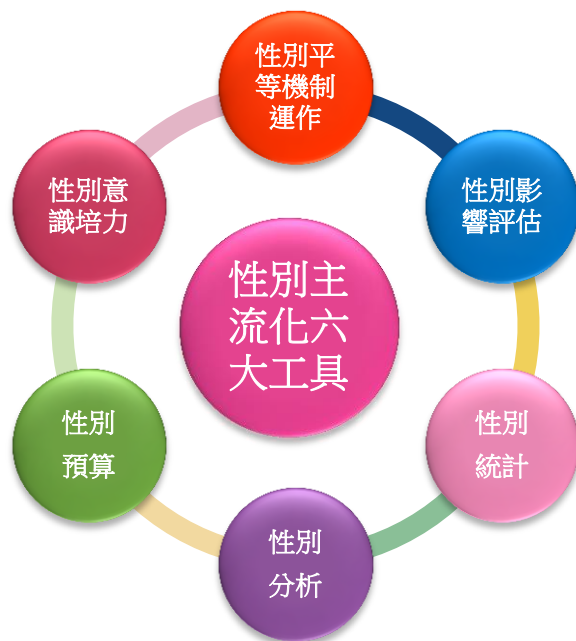 性別平
等機制
運作
性別意
識培力
性別影
響評估
性別主
流化六
大工具
性別
預算
性別
統計
性別
分析